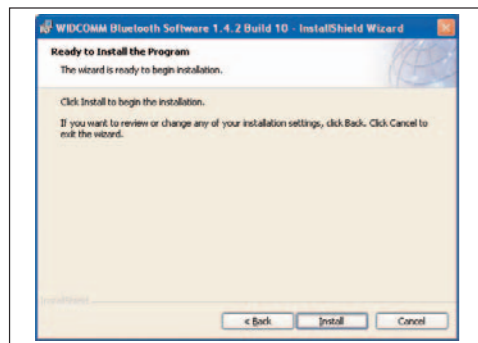 WIDCOMM Bluetooth Software 1.4.2 Build 10 - InstallShield Wizard
Ready to Install the Program
The wizard is ready to begin installation.
Click Install to begin the installation.
If you want to review or change any of your installation settings, click Back. Click Cancel to
exit the wizard.
InstallShield
< Back Install Cancel